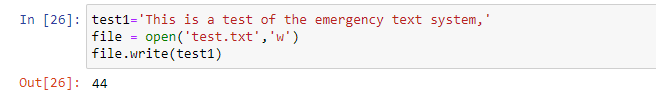 In [26]: test1='This is a test of the emergency text system,'
file = open('test.txt','w')
file.write(test1)
Out[26]: 44